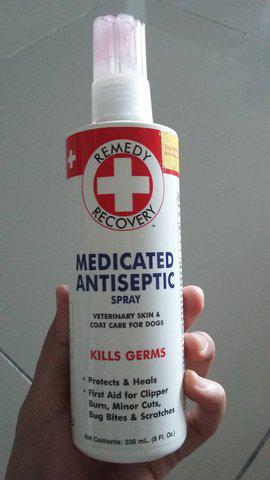 REMEDY
RECOVERY™
MEDICATED
ANTISEPTIC
SPRAY
VETERINARY SKIN &
COAT CARE FOR DOGS
KILLS GERMS
• Protects & Heals
• First Aid for Clipper
Burn, Minor Cuts,
Bug Bites & Scratches
Net Contents: 236 mL. (8 Fl. Oz.)